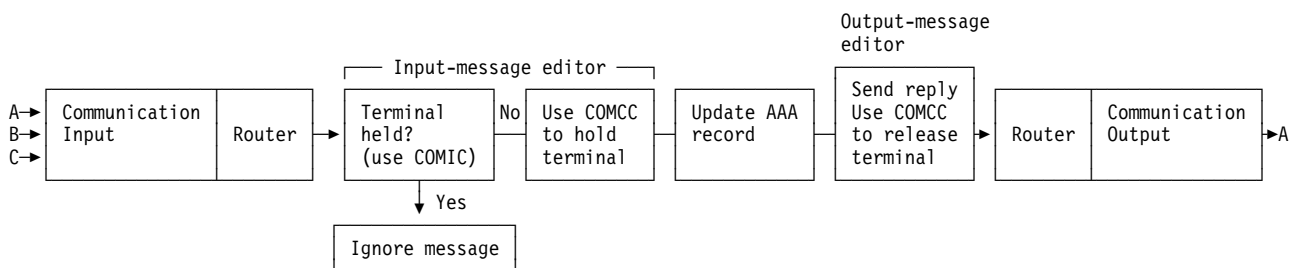 Output-message
editor
Input-message editor
A
B
C
Communication
Input
Router
Terminal
held?
(use COMIC)
No
Use COMCC
to hold
terminal
Update AAA
record
Send reply
Use COMCC
to release
terminal
Router
Communication
Output
A
Yes
Ignore message